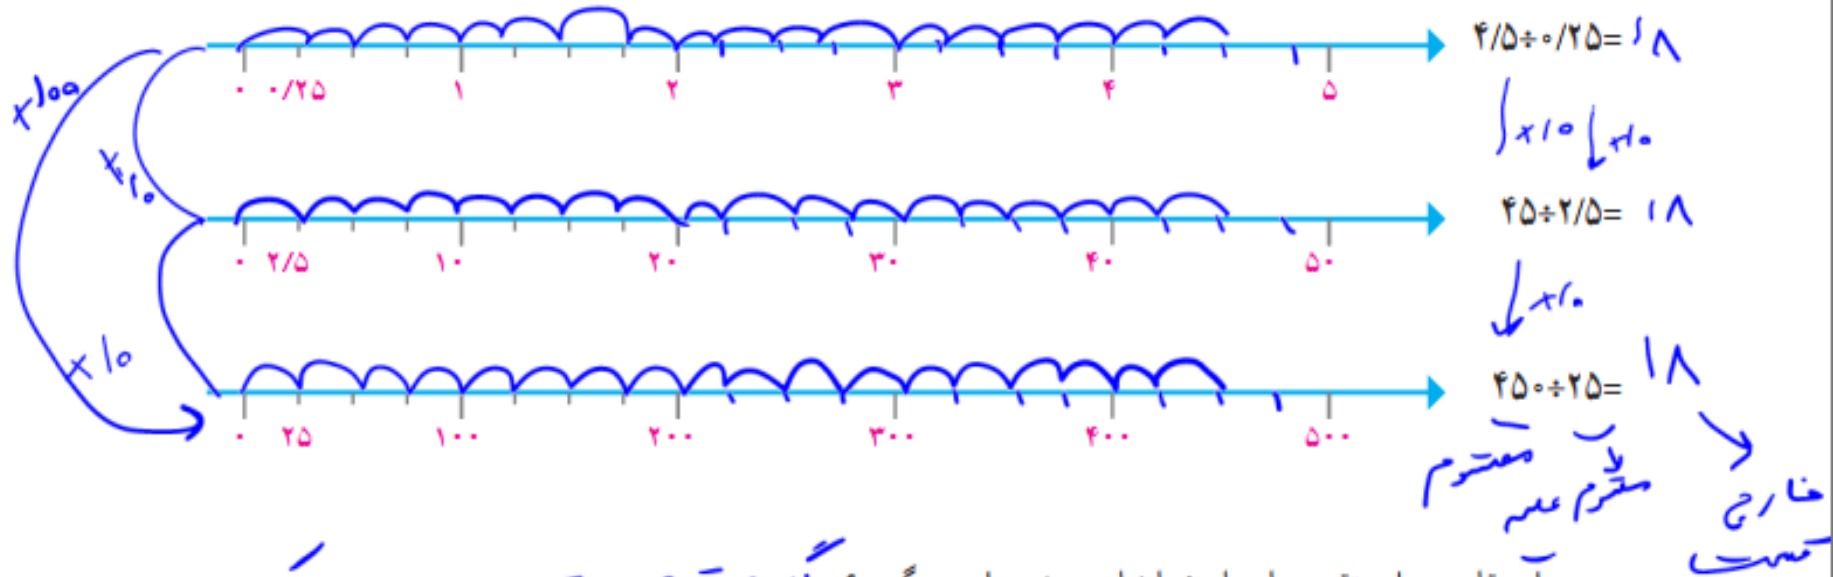 ۴/۵÷۰/۲۵= ۱۸
۰ ۰/۲۵ ۱ ۲ ۳ ۴ ۵
×۱۰۰
×۱۰ ×۱۰
×۱۰
۴۵÷۲/۵= ۱۸
۰ ۲/۵ ۱۰ ۲۰ ۳۰ ۴۰ ۵۰
×۱۰
×۱۰
۴۵۰÷۲۵= ۱۸
۰ ۲۵ ۱۰۰ ۲۰۰ ۳۰۰ ۴۰۰ ۵۰۰
مقسوم
مقسوم علیه
خارج
قسمت